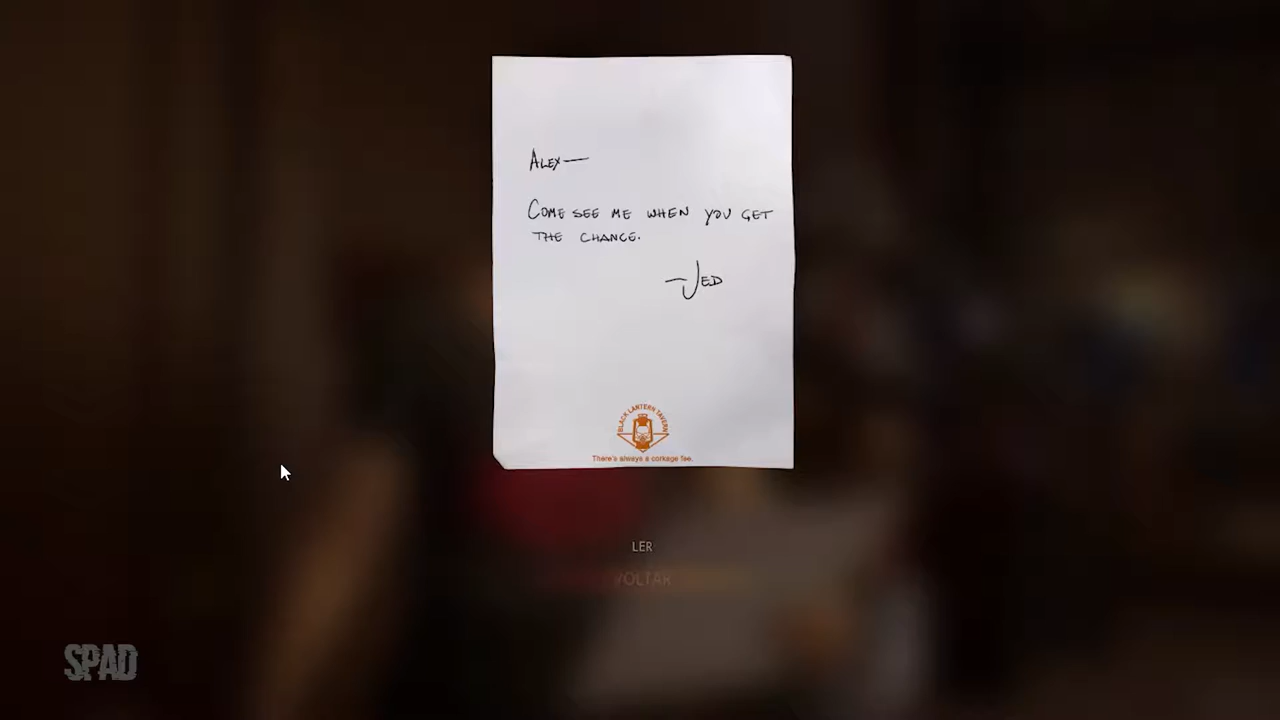 ALEX—
COME SEE ME WHEN YOU GET
THE CHANCE.
—JED
BLACK LANTERN TAVERN
There's always a corkage fee.
LER
VOLTAR
SPAD